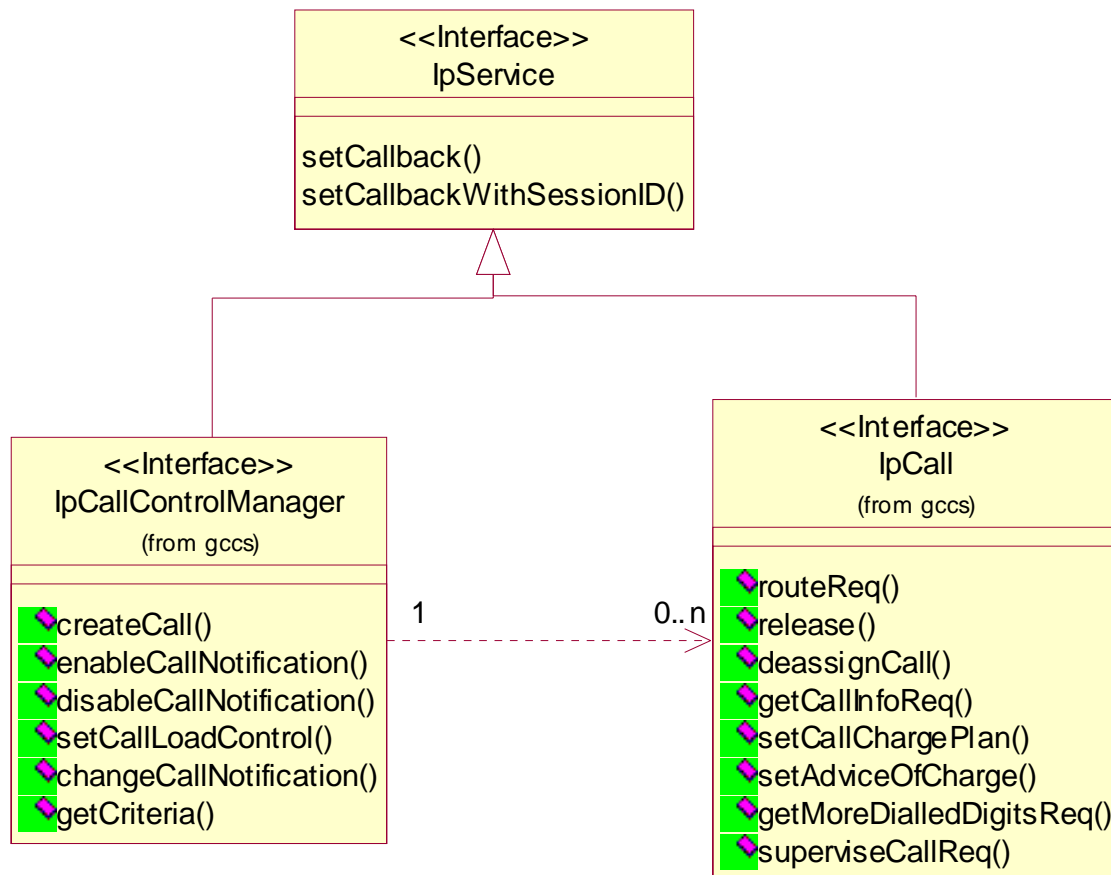 <<Interface>>
IpService
setCallback()
setCallbackWithSessionID()
<<Interface>>
IpCallControlManager
(from gccs)
createCall()
enableCallNotification()
disableCallNotification()
setCallLoadControl()
changeCallNotification()
getCriteria()
1
0..n
<<Interface>>
IpCall
(from gccs)
routeReq()
release()
deassignCall()
getCallInfoReq()
setCallChargePlan()
setAdviceOfCharge()
getMoreDialledDigitsReq()
superviseCallReq()